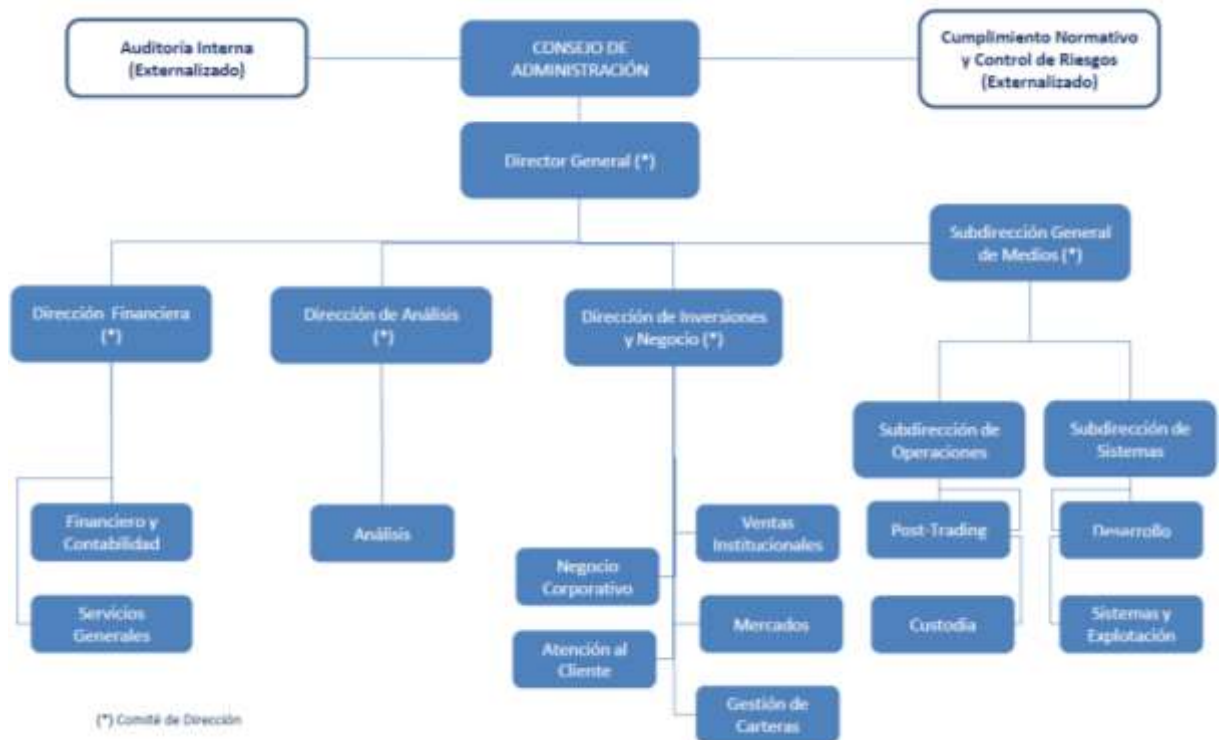 Auditoría Interna
(Externalizado)
CONSEJO DE
ADMINISTRACIÓN
Cumplimiento Normativo
y Control de Riesgos
(Externalizado)
Director General (*)
Subdirección General
de Medios (*)
Dirección Financiera
(*)
Dirección de Análisis
(*)
Dirección de Inversiones
y Negocio (*)
Subdirección de
Operaciones
Subdirección de
Sistemas
Financiero y
Contabilidad
Análisis
Ventas
Institucionales
Post-Trading
Desarrollo
Negocio
Corporativo
Servicios
Generales
Mercados
Custodia
Sistemas y
Explotación
Atención al
Cliente
Gestión de
Carteras
(*) Comité de Dirección